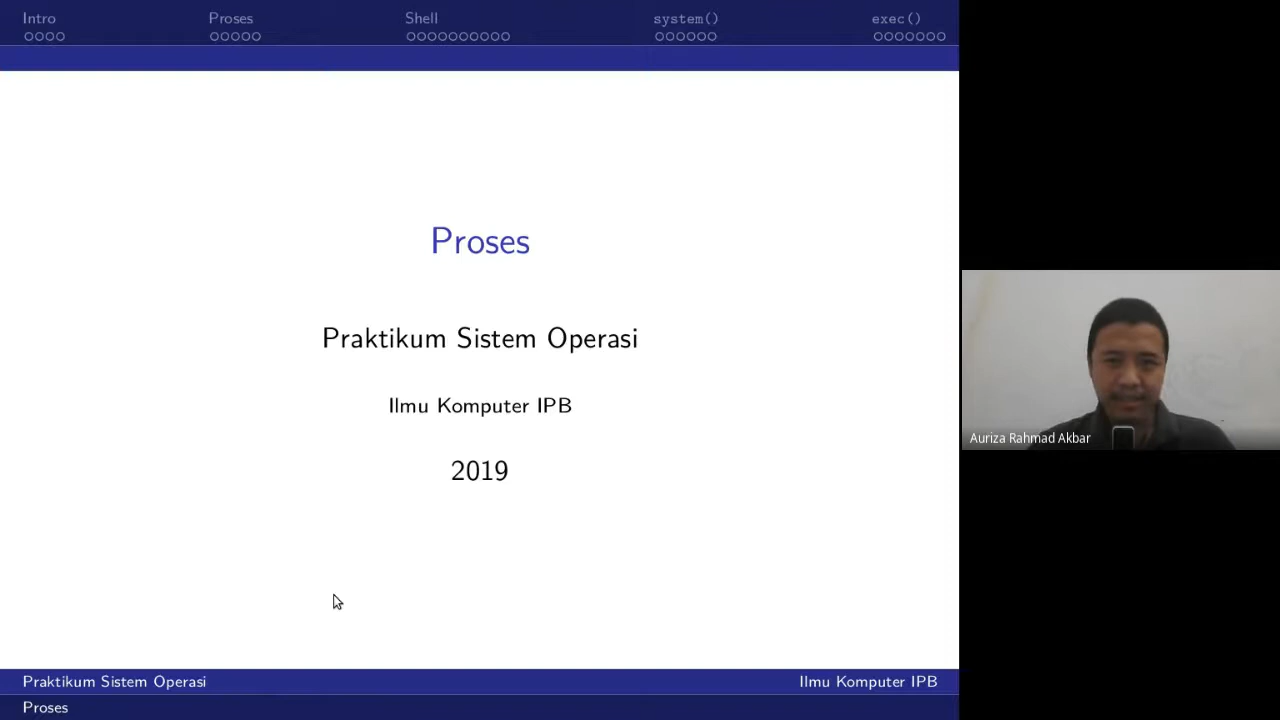 Intro Proses Shell system() exec()
Proses
Praktikum Sistem Operasi
Ilmu Komputer IPB
2019
Auriza Rahmad Akbar
Praktikum Sistem Operasi Ilmu Komputer IPB
Proses